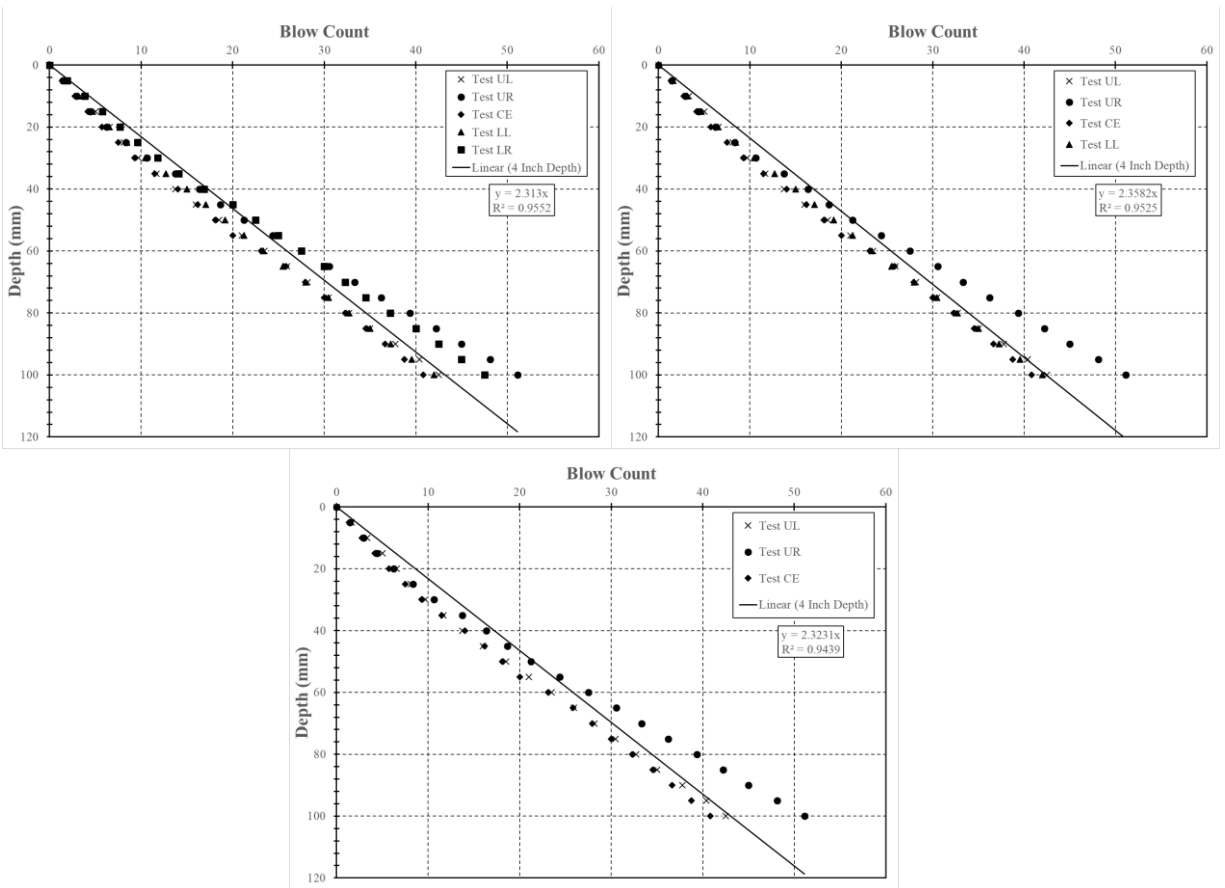 Blow Count
0 10 20 30 40 50 60
0
20
40
60
80
100
120
Depth (mm)
Test UL
Test UR
Test CE
Test LL
Test LR
Linear (4 Inch Depth)
y = 2.313x
R² = 0.9552
Blow Count
0 10 20 30 40 50 60
0
20
40
60
80
100
120
Depth (mm)
Test UL
Test UR
Test CE
Test LL
Linear (4 Inch Depth)
y = 2.3582x
R² = 0.9525
Blow Count
0 10 20 30 40 50 60
0
20
40
60
80
100
120
Depth (mm)
Test UL
Test UR
Test CE
Linear (4 Inch Depth)
y = 2.3231x
R² = 0.9439